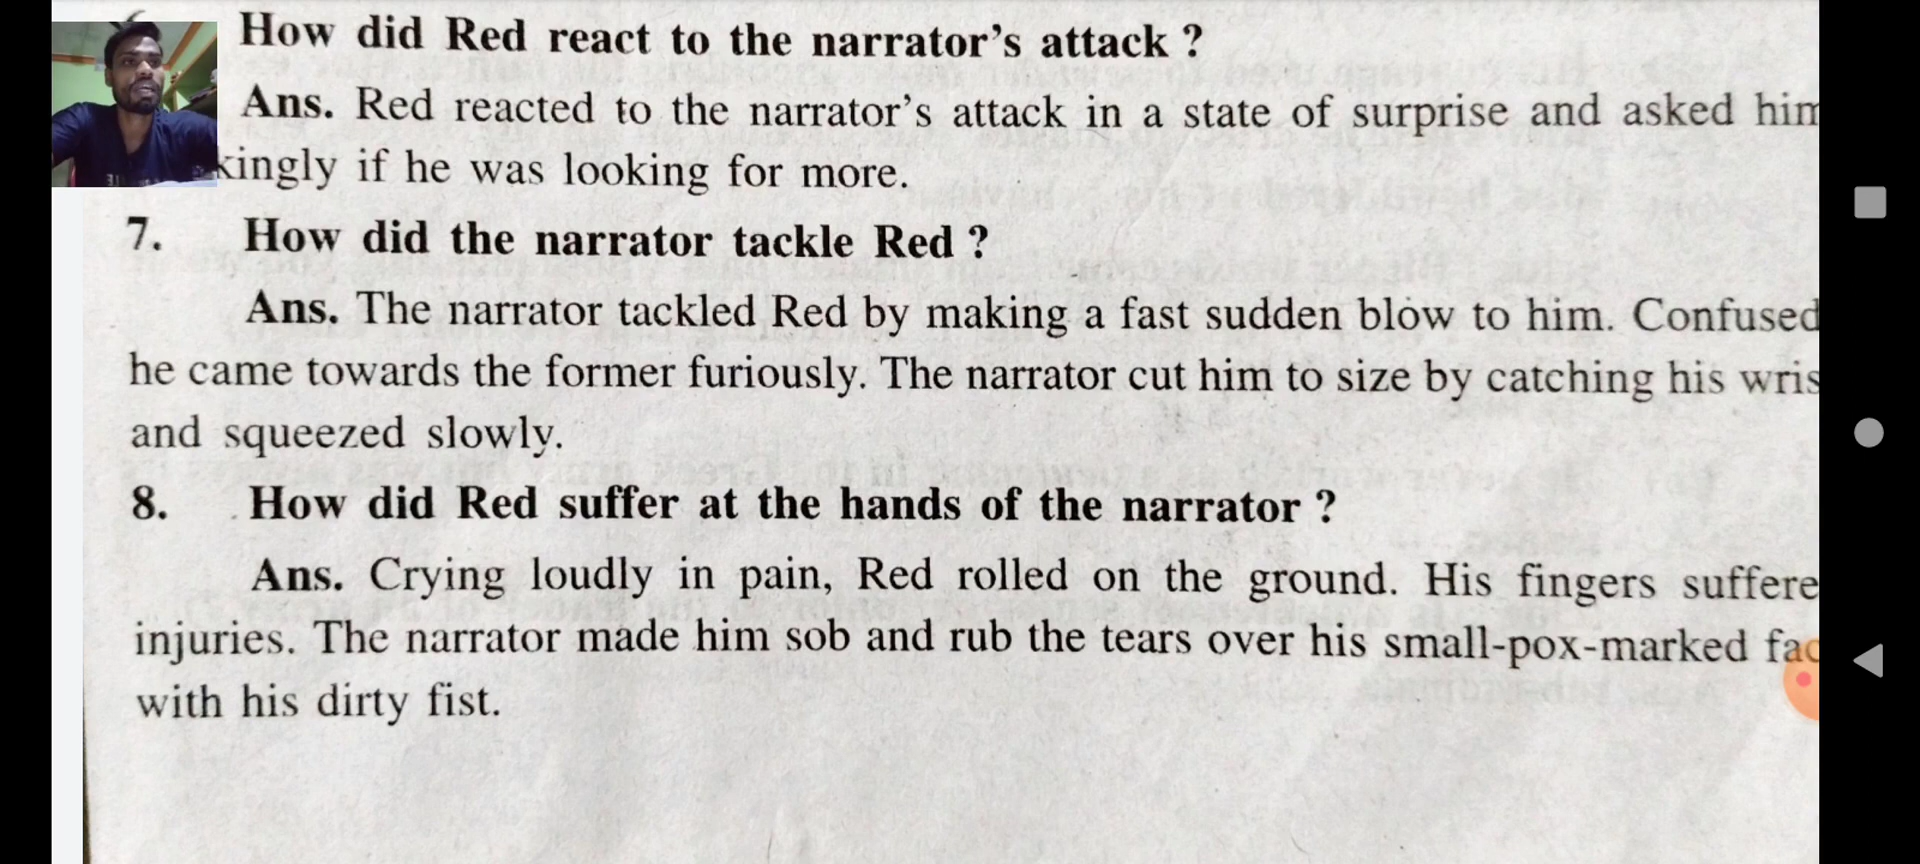 How did Red react to the narrator's attack ?
Ans. Red reacted to the narrator's attack in a state of surprise and asked him
kingly if he was looking for more.
7. How did the narrator tackle Red ?
Ans. The narrator tackled Red by making a fast sudden blow to him. Confused
he came towards the former furiously. The narrator cut him to size by catching his wris
and squeezed slowly.
8. How did Red suffer at the hands of the narrator ?
Ans. Crying loudly in pain, Red rolled on the ground. His fingers suffere
injuries. The narrator made him sob and rub the tears over his small-pox-marked fac
with his dirty fist.